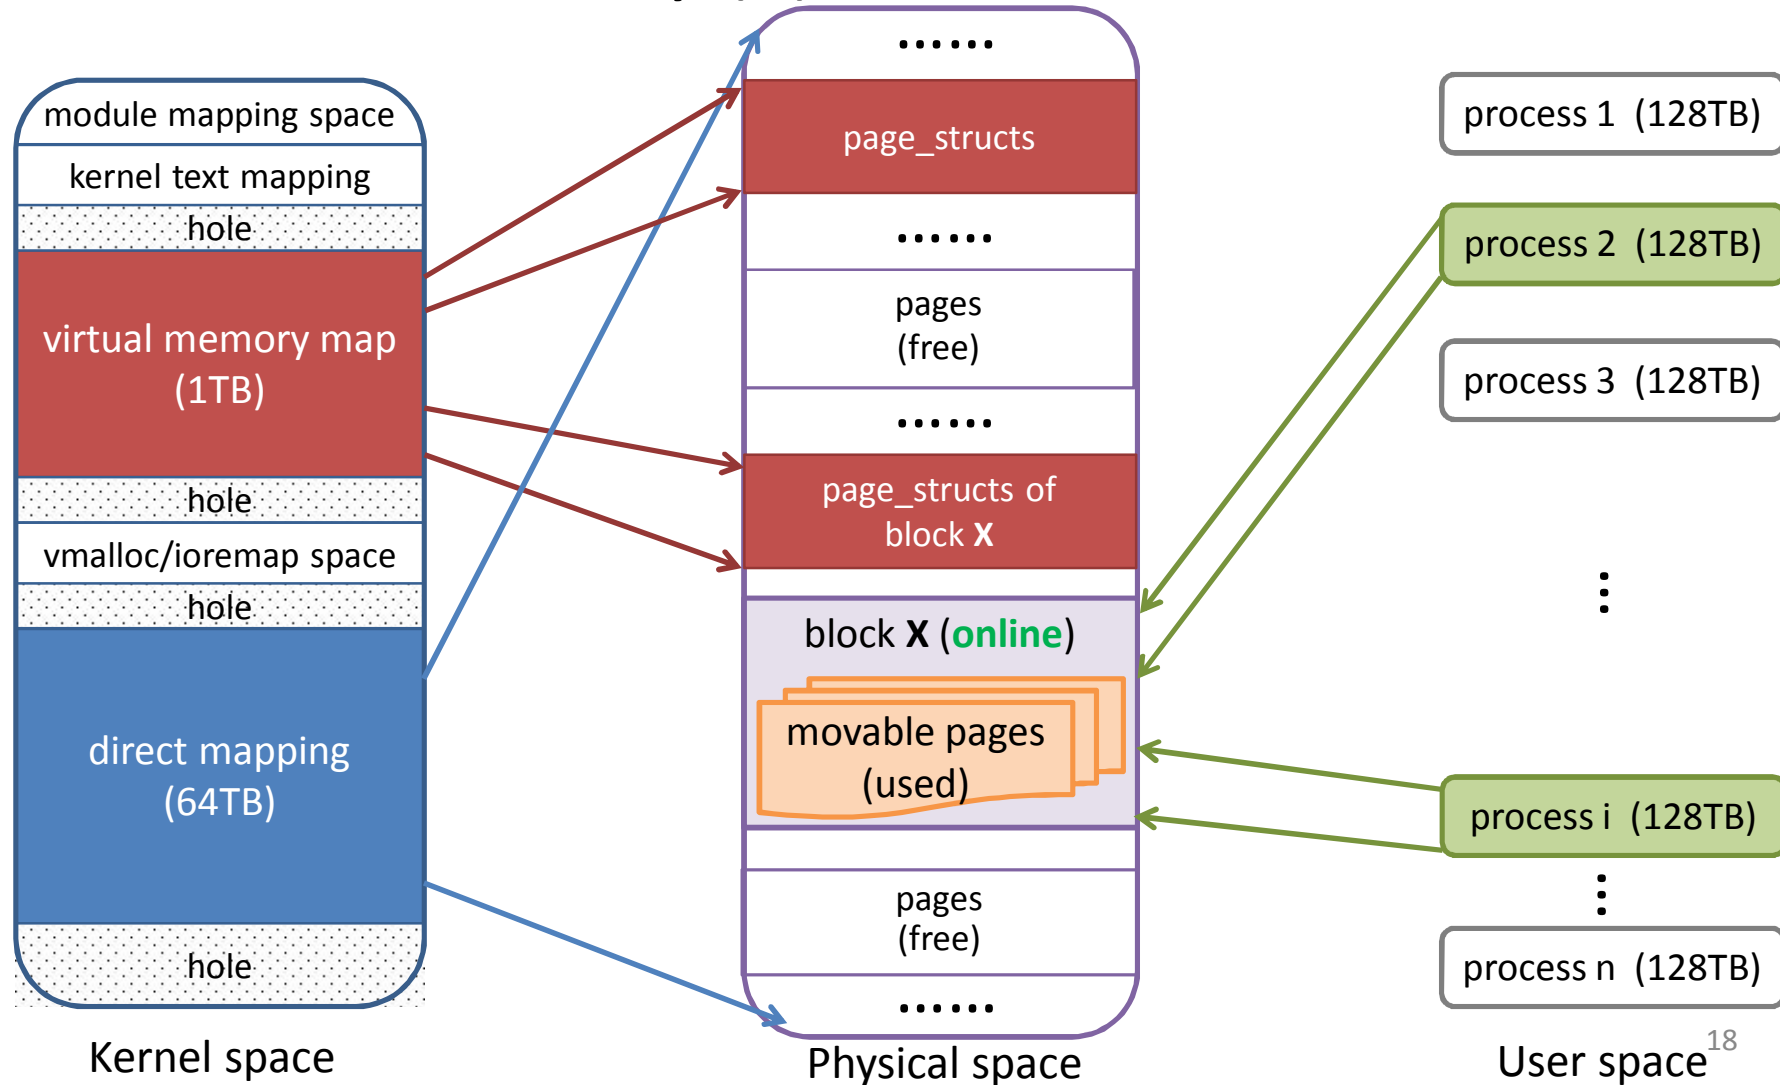 module mapping space
kernel text mapping
hole
virtual memory map
(1TB)
hole
vmalloc/ioremap space
hole
direct mapping
(64TB)
hole
Kernel space
......
page_structs
......
pages
(free)
......
page_structs of
block X
block X (online)
movable pages
(used)
pages
(free)
......
Physical space
process 1 (128TB)
process 2 (128TB)
process 3 (128TB)
⋮
process i (128TB)
⋮
process n (128TB)
User space
18